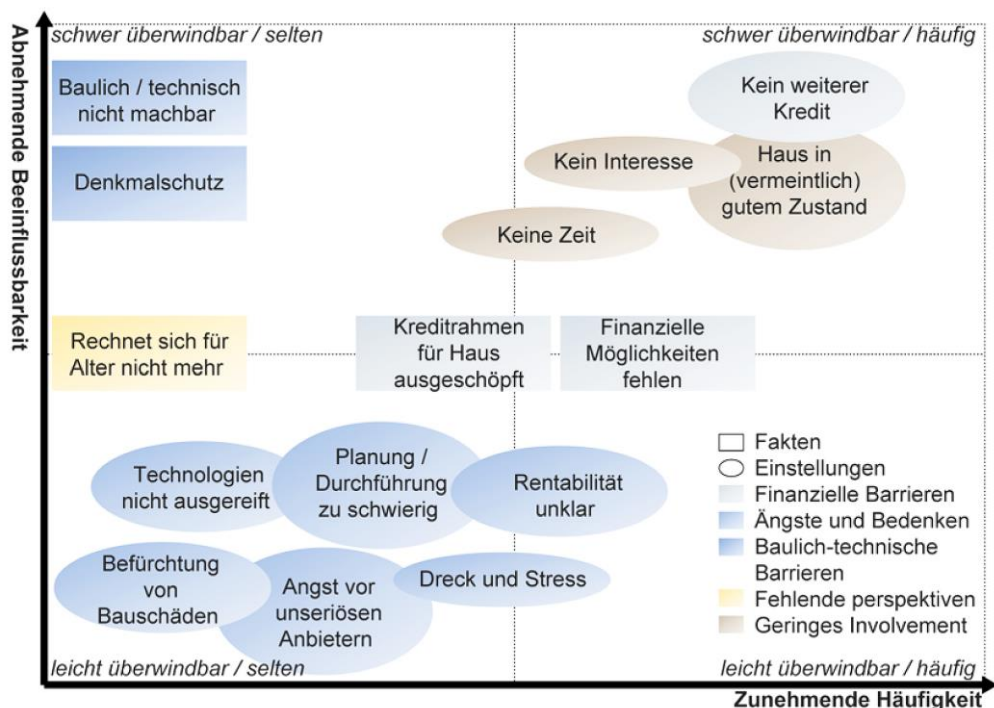 Abnehmende Beeinflussbarkeit
schwer überwindbar / selten
schwer überwindbar / häufig
Baulich / technisch
nicht machbar
Kein weiterer
Kredit
Denkmalschutz
Kein Interesse
Haus in
(vermeintlich)
gutem Zustand
Keine Zeit
Rechnet sich für
Alter nicht mehr
Kreditrahmen
für Haus
ausgeschöpft
Finanzielle
Möglichkeiten
fehlen
Technologien
nicht ausgereift
Planung /
Durchführung
zu schwierig
Rentabilität
unklar
Befürchtung
von
Bauschäden
Angst vor
unseriösen
Anbietern
Dreck und Stress
Fakten
Einstellungen
Finanzielle Barrieren
Ängste und Bedenken
Baulich-technische
Barrieren
Fehlende perspektiven
Geringes Involvement
leicht überwindbar / selten
leicht überwindbar / häufig
Zunehmende Häufigkeit